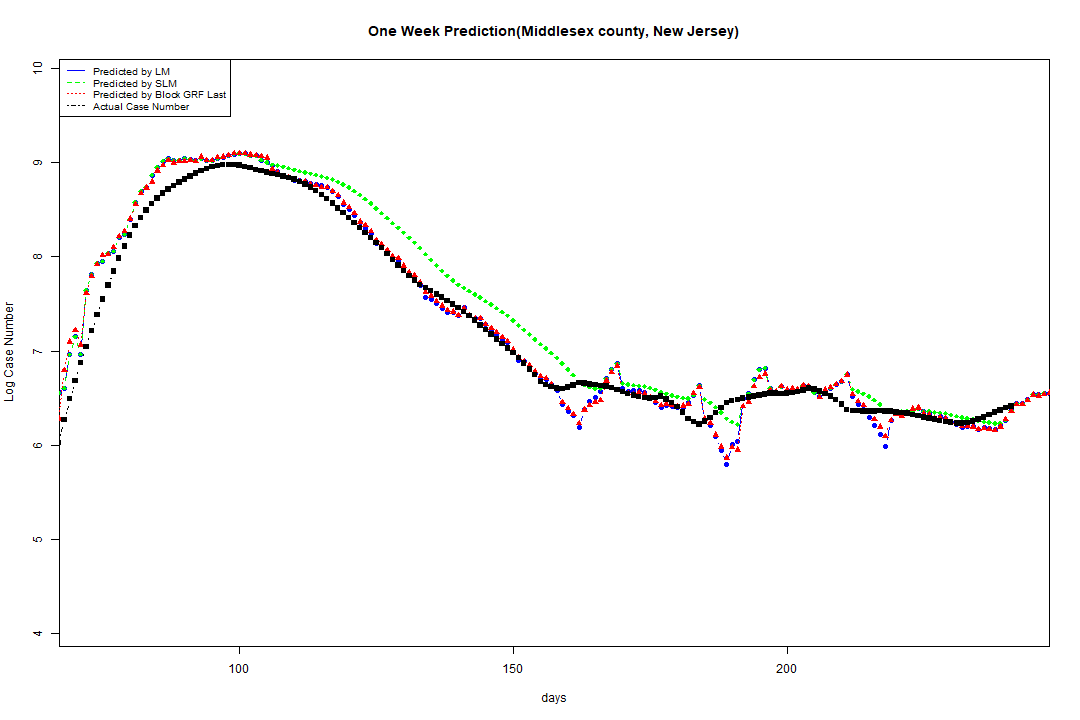 One Week Prediction(Middlesex county, New Jersey)
Predicted by LM
Predicted by SLM
Predicted by Block GRF Last
Actual Case Number
10
9
8
7
6
5
4
Log Case Number
100 150 200
days